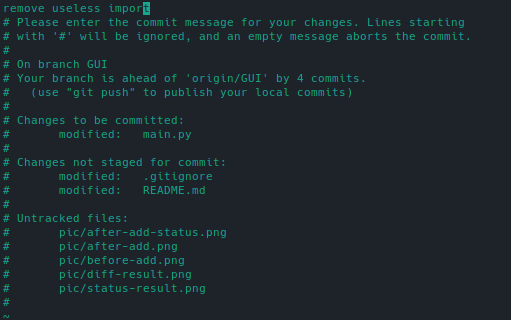 remove useless import
# Please enter the commit message for your changes. Lines starting
# with '#' will be ignored, and an empty message aborts the commit.
#
# On branch GUI
# Your branch is ahead of 'origin/GUI' by 4 commits.
#   (use "git push" to publish your local commits)
#
# Changes to be committed:
#       modified:   main.py
#
# Changes not staged for commit:
#       modified:   .gitignore
#       modified:   README.md
#
# Untracked files:
#       pic/after-add-status.png
#       pic/after-add.png
#       pic/before-add.png
#       pic/diff-result.png
#       pic/status-result.png
#
~